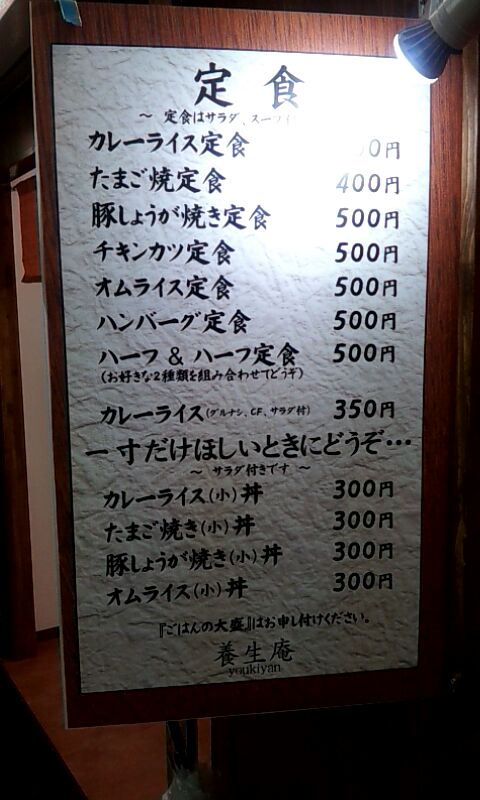 定食
～ 定食はサラダ、スープ
カレーライス定食 00円
たまご焼定食 400円
豚しょうが焼き定食 500円
チキンカツ定食 500円
オムライス定食 500円
ハンバーグ定食 500円
ハーフ & ハーフ定食 500円
(お好きな2種類を組み合わせてどうぞ)
カレーライス(グルナシ、CF、サラダ付) 350円
一寸だけほしいときにどうぞ…
～ サラダ付きです ～
カレーライス(小)丼 300円
たまご焼き(小)丼 300円
豚しょうが焼き(小)丼 300円
オムライス(小)丼 300円
『ごはんの大盛』はお申し付けください。
養生庵
youkiyan